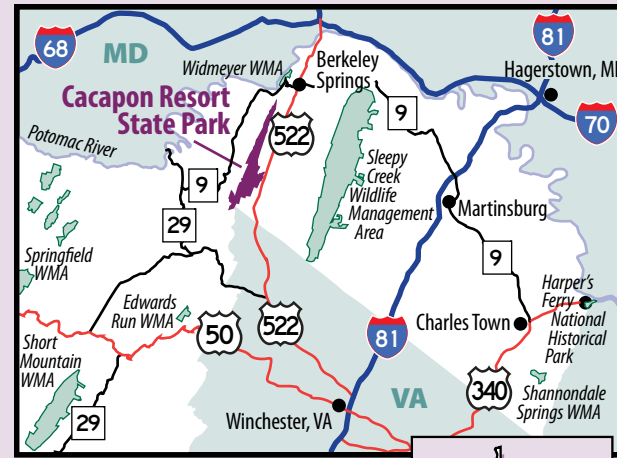 68
MD
81
Widmeyer WMA
Berkeley
Springs
Hagerstown, M
Cacapon Resort
State Park
9
70
522
Potomac River
Sleepy
Creek
Wildlife
Management
Area
9
29
Martinsburg
Springfield
WMA
9
Harper's
Ferry
National
Historical
Park
Edwards
Run WMA
50
522
81
Charles Town
Short
Mountain
WMA
VA
340
Shannondale
Springs WMA
29
Winchester, VA